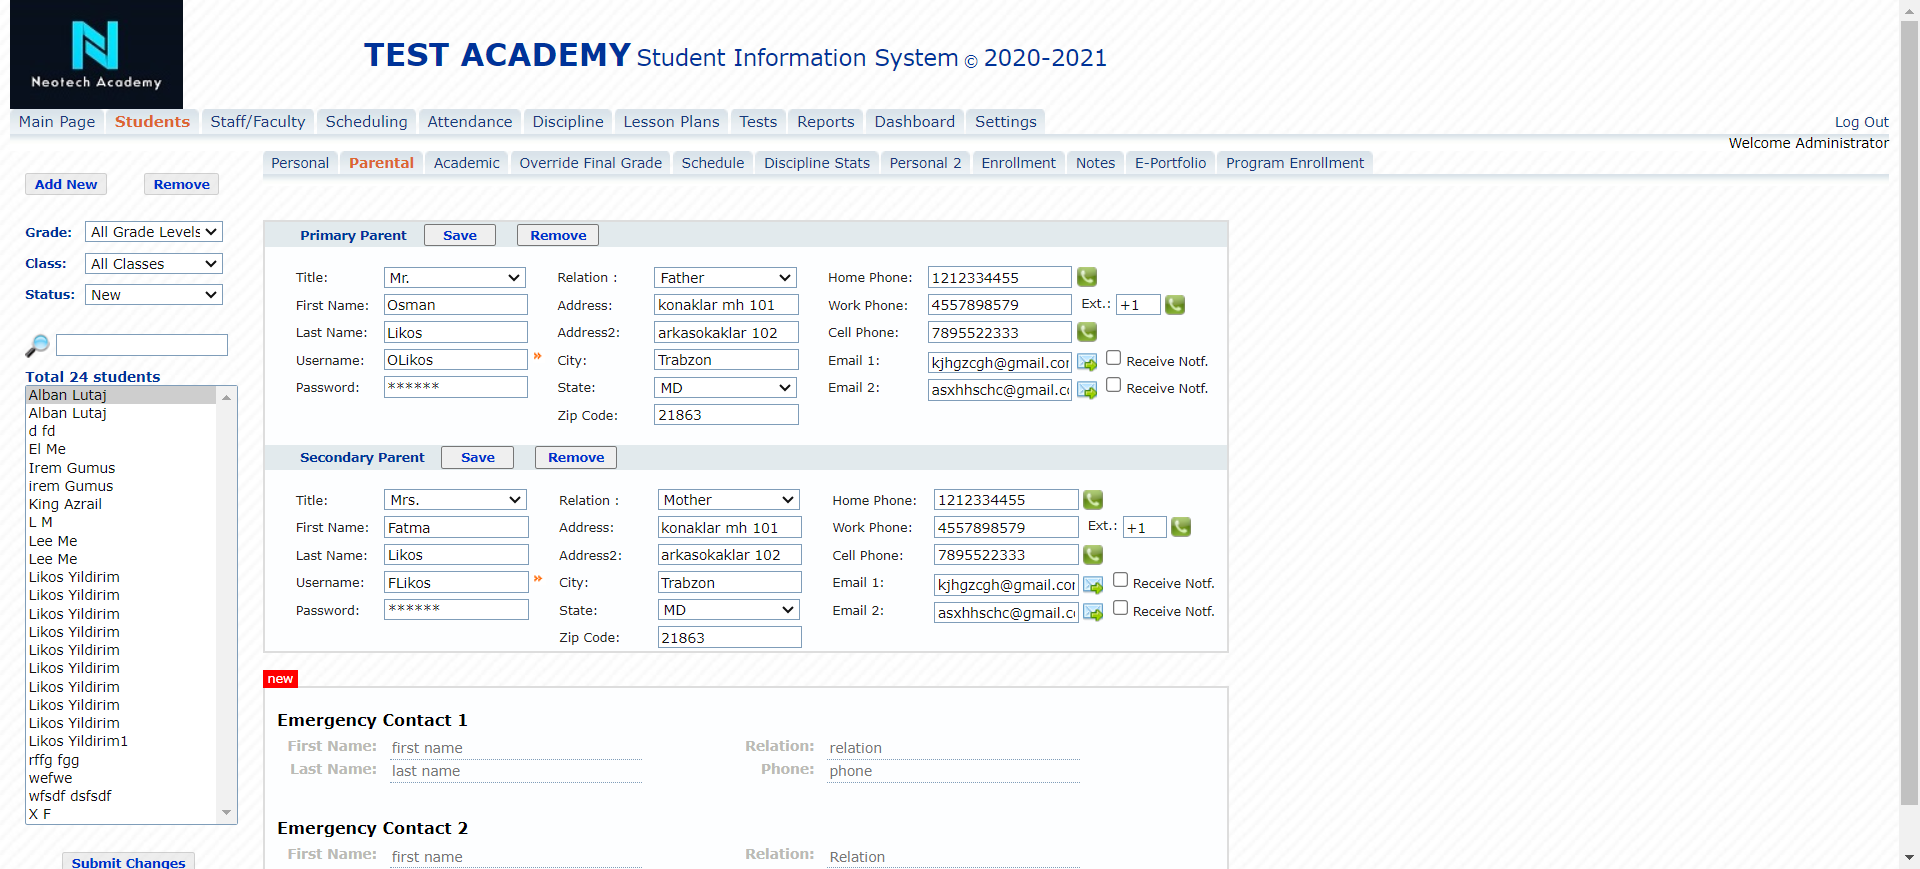 Neotech Academy
TEST ACADEMY Student Information System © 2020-2021
Main Page Students Staff/Faculty Scheduling Attendance Discipline Lesson Plans Tests Reports Dashboard Settings Log Out
Welcome Administrator
Personal Parental Academic Override Final Grade Schedule Discipline Stats Personal 2 Enrollment Notes E-Portfolio Program Enrollment
Add New Remove
Grade: All Grade Levels
Class: All Classes
Status: New
Total 24 students
Alban Lutaj
Alban Lutaj
d fd
El Me
Irem Gumus
irem Gumus
King Azrail
L M
Lee Me
Lee Me
Likos Yildirim
Likos Yildirim
Likos Yildirim
Likos Yildirim
Likos Yildirim
Likos Yildirim
Likos Yildirim
Likos Yildirim
Likos Yildirim
Likos Yildirim1
rffg fgg
wefwe
wfsdf dsfsdf
X F
Submit Changes
Primary Parent Save Remove
Title: Mr. Relation : Father Home Phone: 1212334455
First Name: Osman Address: konaklar mh 101 Work Phone: 4557898579 Ext.: +1
Last Name: Likos Address2: arkasokaklar 102 Cell Phone: 7895522333
Username: OLikos » City: Trabzon Email 1: kjhgzcgh@gmail.cor Receive Notf.
Password: ****** State: MD Email 2: asxhhschc@gmail.cc Receive Notf.
Zip Code: 21863
Secondary Parent Save Remove
Title: Mrs. Relation : Mother Home Phone: 1212334455
First Name: Fatma Address: konaklar mh 101 Work Phone: 4557898579 Ext.: +1
Last Name: Likos Address2: arkasokaklar 102 Cell Phone: 7895522333
Username: FLikos » City: Trabzon Email 1: kjhgzcgh@gmail.cor Receive Notf.
Password: ****** State: MD Email 2: asxhhschc@gmail.c Receive Notf.
Zip Code: 21863
new
Emergency Contact 1
First Name: first name Relation: relation
Last Name: last name Phone: phone
Emergency Contact 2
First Name: first name Relation: Relation